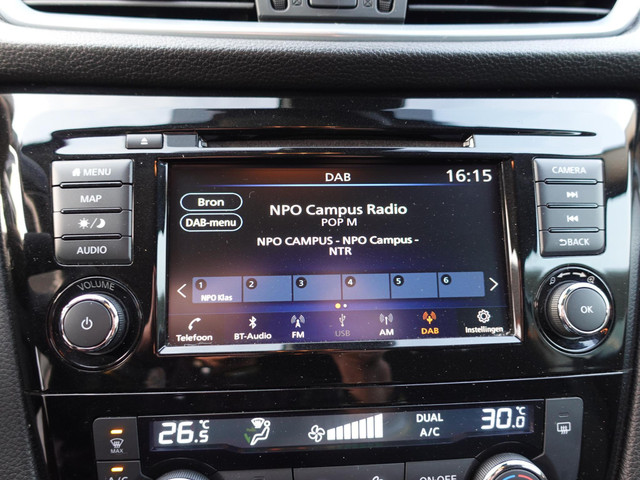 MENU
MAP
AUDIO
VOLUME
DAB
16:15
Bron
DAB-menu
NPO Campus Radio
POP M
NPO CAMPUS - NPO Campus -
NTR
1 2 3 4 5 6
NPO Klas
Telefoon BT-Audio FM USB AM DAB Instellingen
CAMERA
BACK
OK
26.5°C
DUAL
A/C
30.0°C
MAX
A/C
ON·OFF